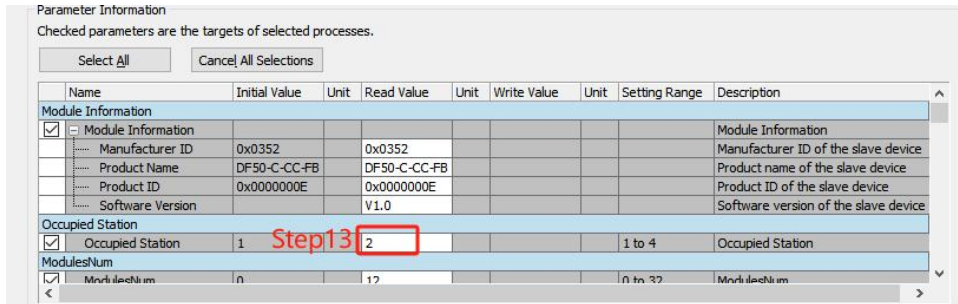 Parameter Information
Checked parameters are the targets of selected processes.
Select All Cancel All Selections
Name Initial Value Unit Read Value Unit Write Value Unit Setting Range Description
Module Information
Module Information Module Information
Manufacturer ID 0x0352 0x0352 Manufacturer ID of the slave device
Product Name DF50-C-CC-FB DF50-C-CC-FB Product name of the slave device
Product ID 0x0000000E 0x0000000E Product ID of the slave device
Software Version V1.0 Software version of the slave device
Occupied Station
Occupied Station 1 Step13 2 1 to 4 Occupied Station
ModulesNum
ModulesNum 0 12 0 to 32 ModulesNum